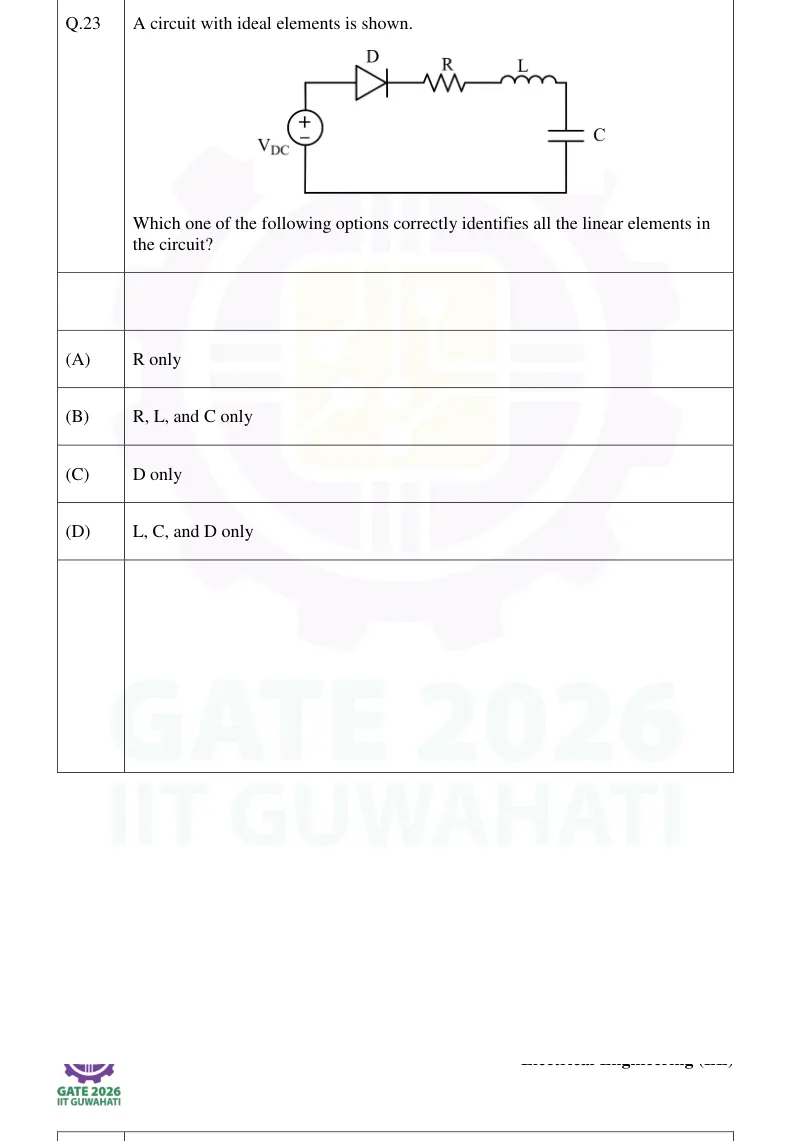 Q.23 A circuit with ideal elements is shown.
D
R
L
+
−
V_DC
C
Which one of the following options correctly identifies all the linear elements in
the circuit?
(A) R only
(B) R, L, and C only
(C) D only
(D) L, C, and D only
GATE 2026
IIT GUWAHATI
GATE 2026
IIT GUWAHATI